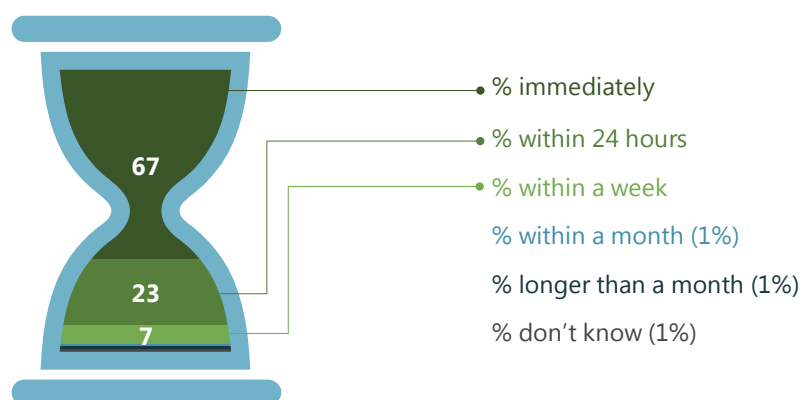 % immediately
% within 24 hours
67
% within a week
% within a month (1%)
% longer than a month (1%)
23
% don't know (1%)
7